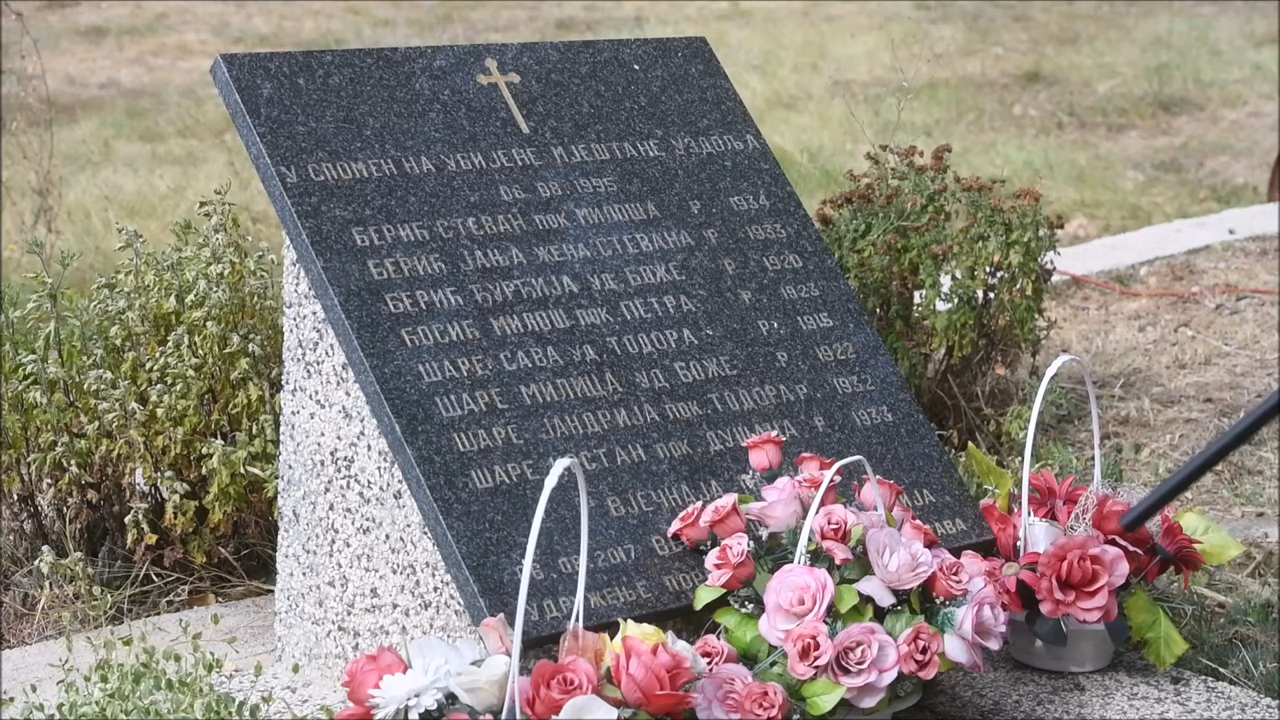 У СПОМЕН НА УБИЈЕНЕ МЈЕШТАНЕ УЗДОЉА
06. 08. 1995
БЕРИЋ СТЕВАН ПОК. МИЛОША Р. 1934
БЕРИЋ ЈАЊА ЖЕНА СТЕВАНА Р. 1933
БЕРИЋ ЂУРЂИЈА УД. БОЖЕ Р. 1920
БОСИЋ МИЛОШ ПОК. ПЕТРА Р. 1923
ШАРЕ САВА УД. ТОДОРА Р. 1915
ШАРЕ МИЛИЦА УД. БОЖЕ Р. 1922
ШАРЕ ЈАНДРИЈА ПОК. ТОДОРА Р. 1932
ШАРЕ ПОК. Р. 1933
ВЈЕЧНАЈА
2017
УДРУЖЕЊЕ